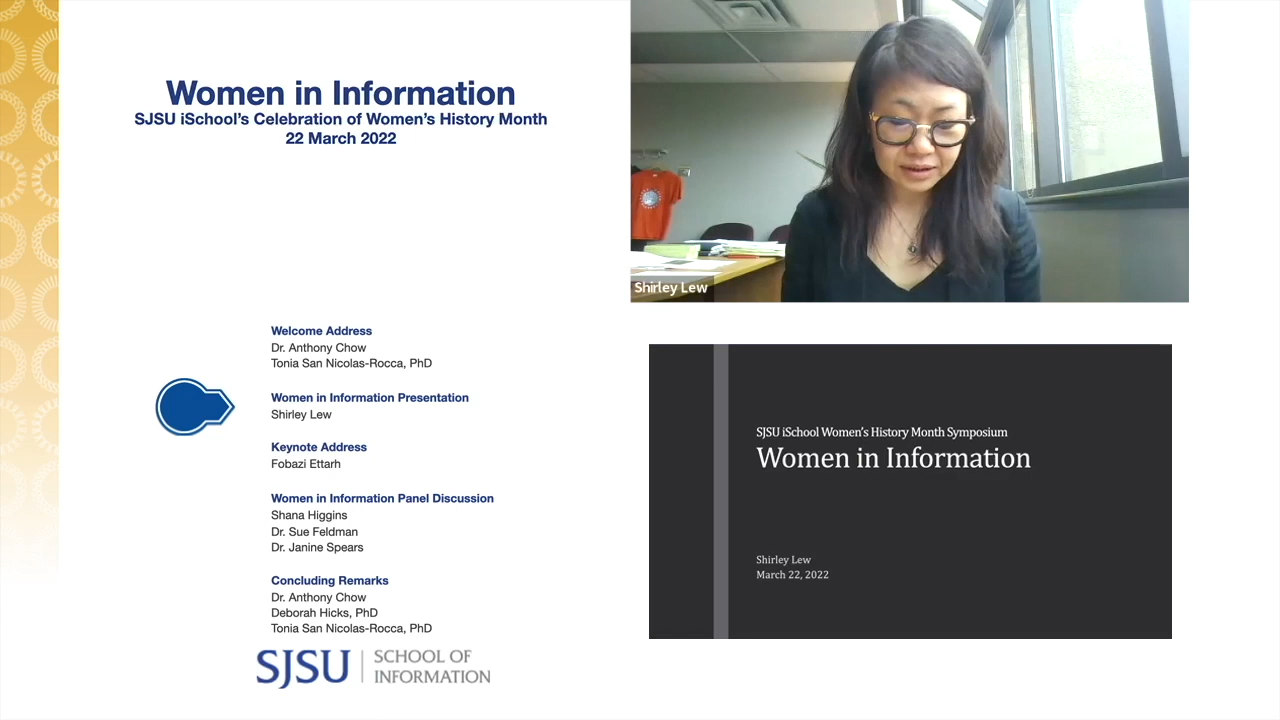 Women in Information
SJSU iSchool's Celebration of Women's History Month
22 March 2022
Welcome Address
Dr. Anthony Chow
Tonia San Nicolas-Rocca, PhD
Women in Information Presentation
Shirley Lew
Keynote Address
Fobazi Ettarh
Women in Information Panel Discussion
Shana Higgins
Dr. Sue Feldman
Dr. Janine Spears
Concluding Remarks
Dr. Anthony Chow
Deborah Hicks, PhD
Tonia San Nicolas-Rocca, PhD
SJSU SCHOOL OF
INFORMATION
Shirley Lew
SJSU iSchool Women's History Month Symposium
Women in Information
Shirley Lew
March 22, 2022